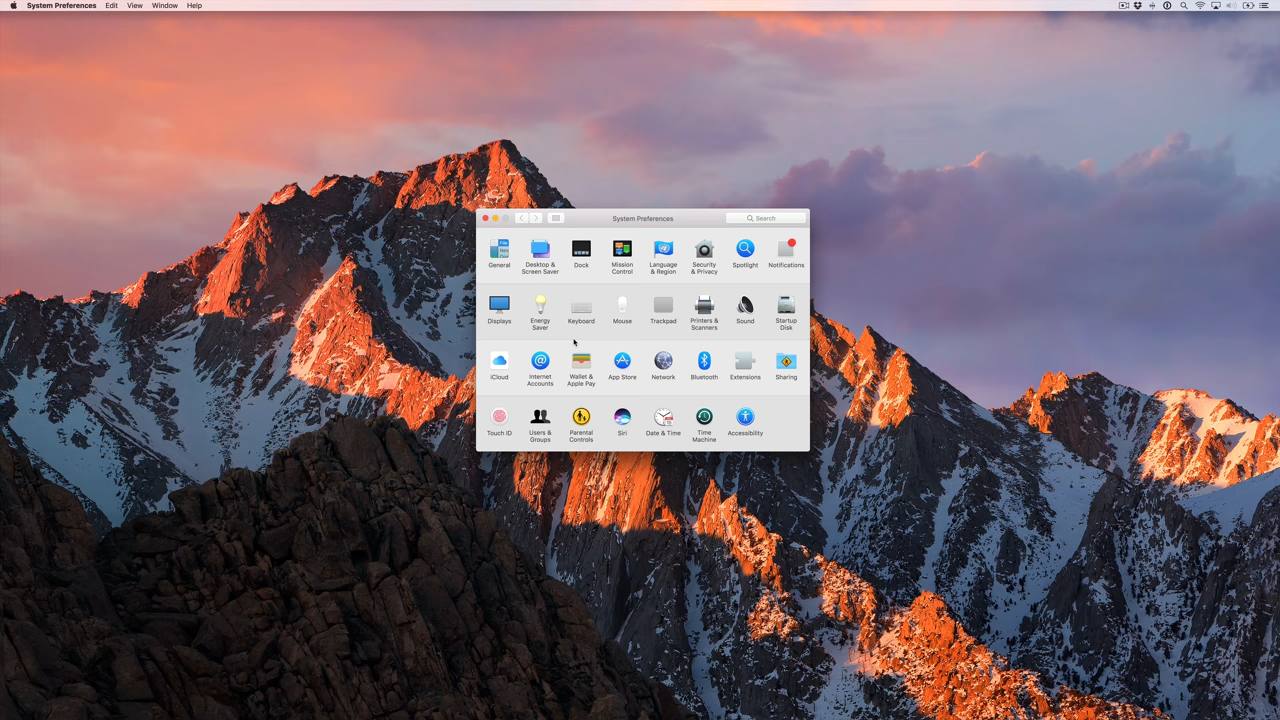 System Preferences Edit View Window Help
System Preferences
Search
General
Desktop &
Screen Saver
Dock
Mission
Control
Language
& Region
Security
& Privacy
Spotlight
Notifications
Displays
Energy
Saver
Keyboard
Mouse
Trackpad
Printers &
Scanners
Sound
Startup
Disk
iCloud
Internet
Accounts
Wallet &
Apple Pay
App Store
Network
Bluetooth
Extensions
Sharing
Touch ID
Users &
Groups
Parental
Controls
Siri
Date & Time
Time
Machine
Accessibility